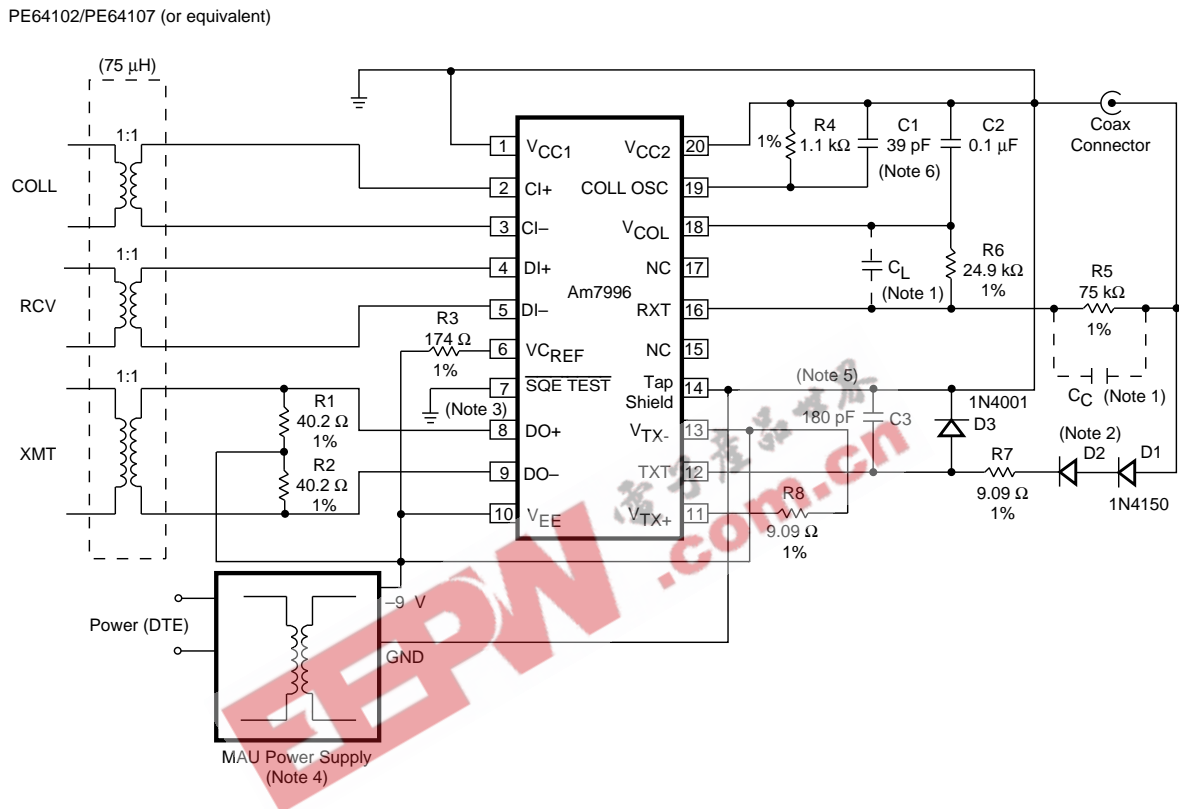 PE64102/PE64107 (or equivalent)
(75 μH)
1:1
COLL
1:1
RCV
1:1
XMT
R1
40.2 Ω
1%
R2
40.2 Ω
1%
R3
174 Ω
1%
(Note 3)
1 VCC1
2 CI+
3 CI–
4 DI+
5 DI–
6 VCREF
7 SQE TEST
8 DO+
9 DO–
10 VEE
Am7996
VCC2 20
COLL OSC 19
VCOL 18
NC 17
RXT 16
NC 15
Tap Shield 14
VTX- 13
TXT 12
VTX+ 11
1%
R4
1.1 kΩ
C1
39 pF
(Note 6)
C2
0.1 μF
Coax
Connector
CL
(Note 1)
R6
24.9 kΩ
1%
R5
75 kΩ
1%
CC (Note 1)
(Note 5)
180 pF
C3
1N4001
D3
(Note 2)
D2
D1
1N4150
R7
9.09 Ω
1%
R8
9.09 Ω
1%
Power (DTE)
–9 V
GND
MAU Power Supply
(Note 4)
電子產品世界
EEPW
.com.cn